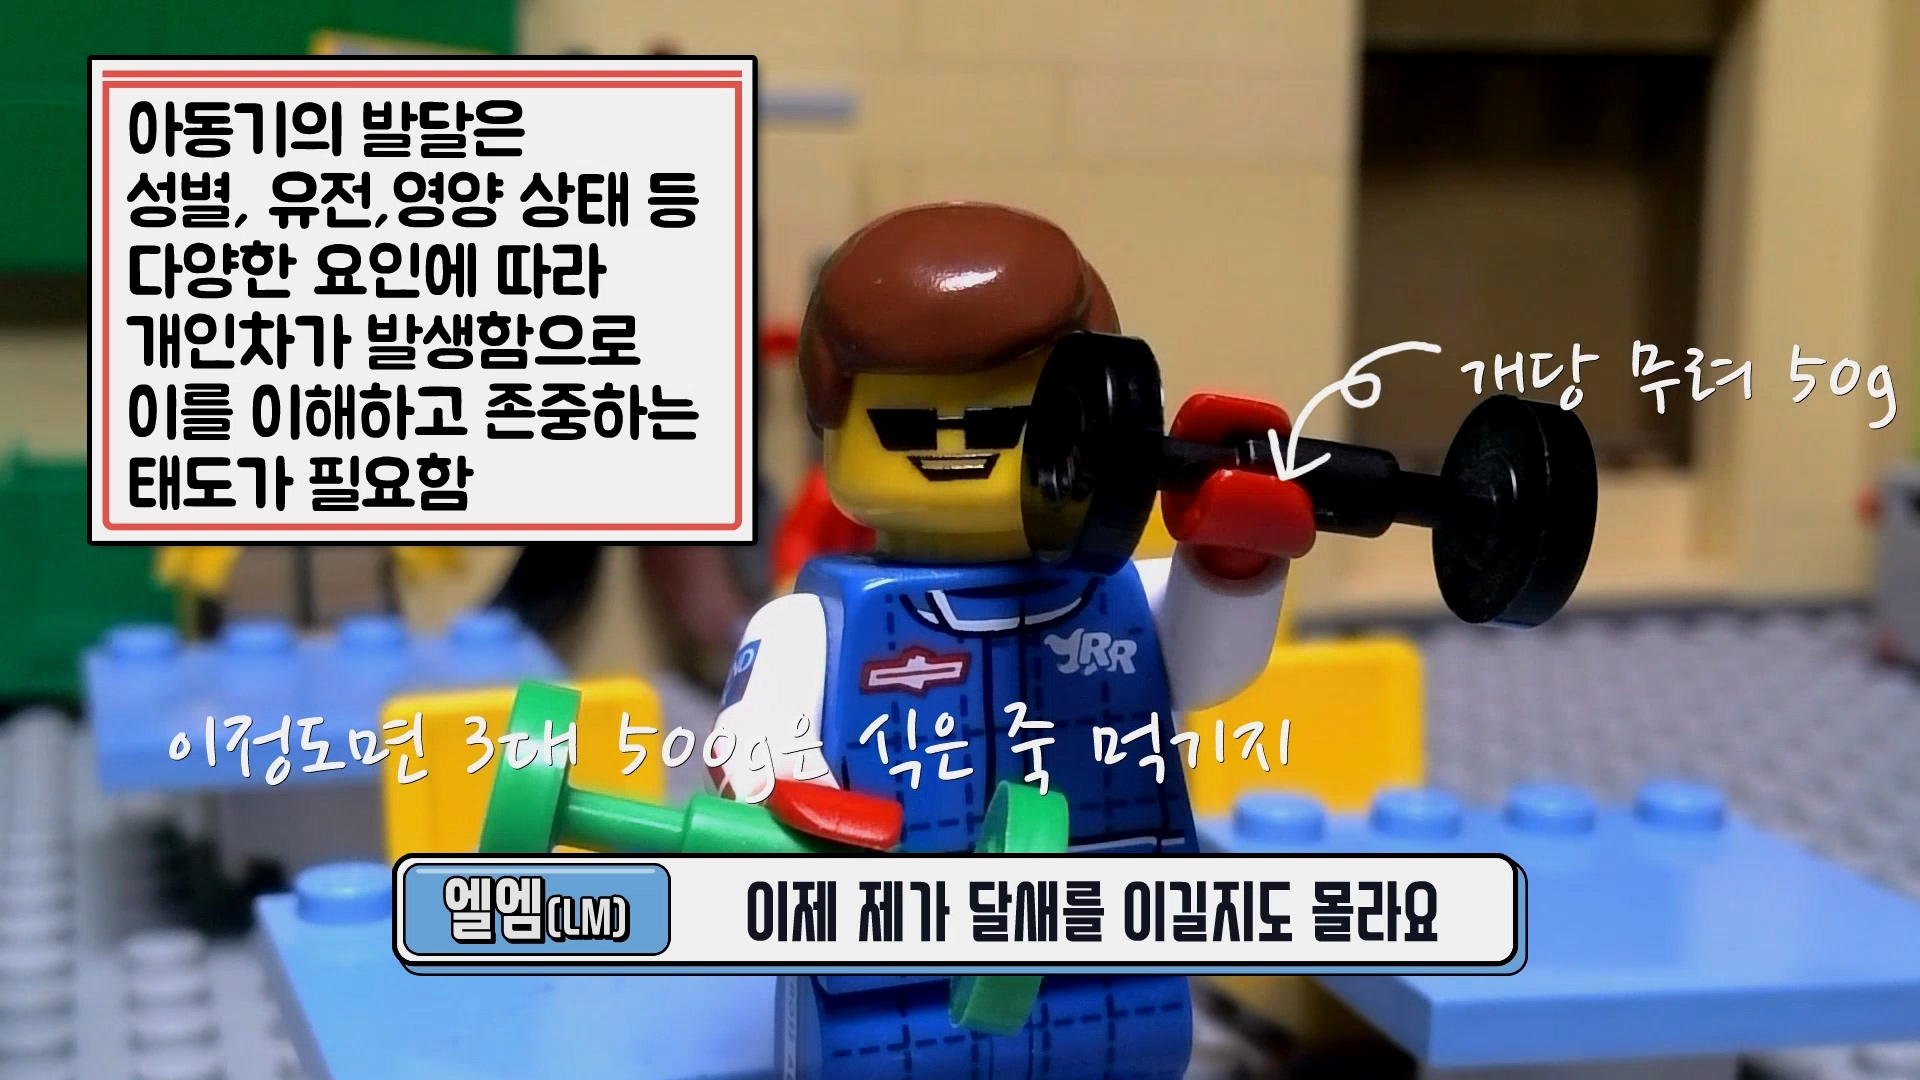 아동기의 발달은
성별, 유전,영양 상태 등
다양한 요인에 따라
개인차가 발생함으로
이를 이해하고 존중하는
태도가 필요함
개당 무려 50g
YRR
ND
이정도면 3대 500g은 식은 죽 먹기지
엘엠(LM) 이제 제가 달새를 이길지도 몰라요